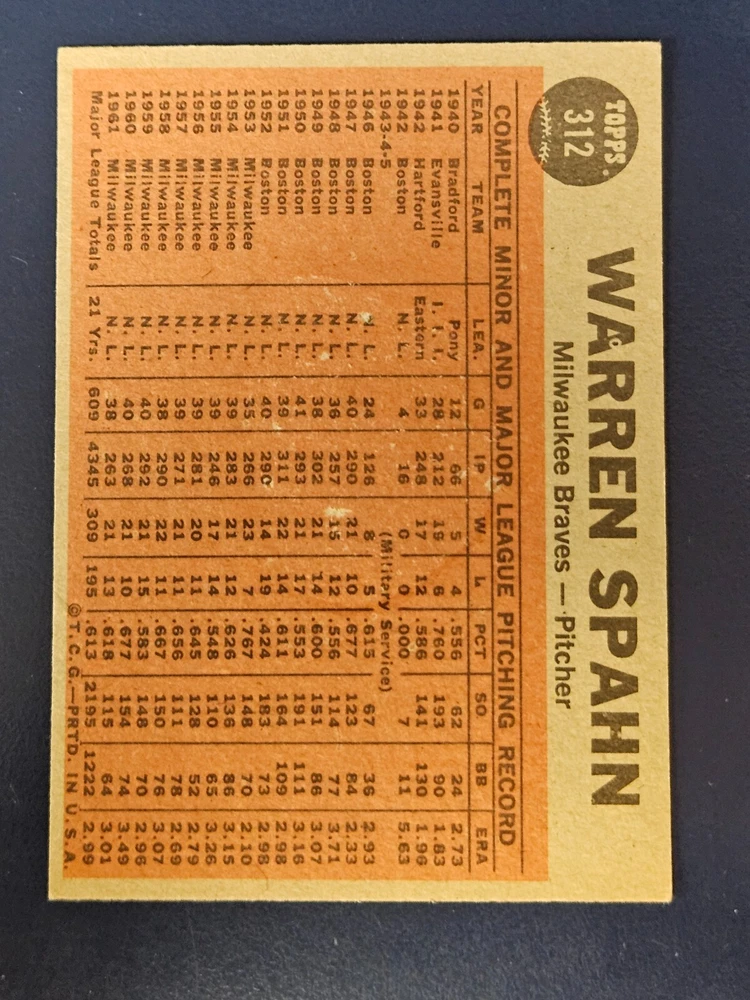 TOPPS.
312
WARREN SPAHN
Milwaukee Braves — Pitcher
COMPLETE MINOR AND MAJOR LEAGUE PITCHING RECORD
YEAR TEAM LEA. G IP W L PCT SO BB ERA
1940 Bradford Pony 12 66 5 4 .556 62 24 2.73
1941 Evansville I. I. I. 28 212 19 6 .760 193 90 1.83
1942 Hartford Eastern 33 248 17 12 .586 141 130 1.96
1942 Boston N. L. 4 16 0 0 .000 7 11 5.63
1943-4-5 (Military Service)
1946 Boston N. L. 24 126 8 5 .615 67 36 2.93
1947 Boston N. L. 40 290 21 10 .677 123 84 2.33
1948 Boston N. L. 36 257 15 12 .556 114 77 3.71
1949 Boston N. L. 38 302 21 14 .600 151 86 3.07
1950 Boston N. L. 41 293 21 17 .553 191 111 3.16
1951 Boston N. L. 39 311 22 14 .611 164 109 2.98
1952 Boston N. L. 40 290 14 19 .424 183 73 2.98
1953 Milwaukee N. L. 35 266 23 7 .767 148 70 2.10
1954 Milwaukee N. L. 39 283 21 12 .626 136 86 3.15
1955 Milwaukee N. L. 39 246 17 14 .548 110 65 3.26
1956 Milwaukee N. L. 39 281 20 11 .645 128 52 2.79
1957 Milwaukee N. L. 39 271 21 11 .656 111 78 2.69
1958 Milwaukee N. L. 38 290 22 11 .667 150 76 3.07
1959 Milwaukee N. L. 40 292 21 15 .583 148 70 2.96
1960 Milwaukee N. L. 40 268 21 10 .677 154 74 3.49
1961 Milwaukee N. L. 38 263 21 13 .618 115 64 3.01
Major League Totals 21 Yrs. 609 4345 309 195 .613 2195 1222 2.99
©T.C.G.—PRTD. IN U.S.A.